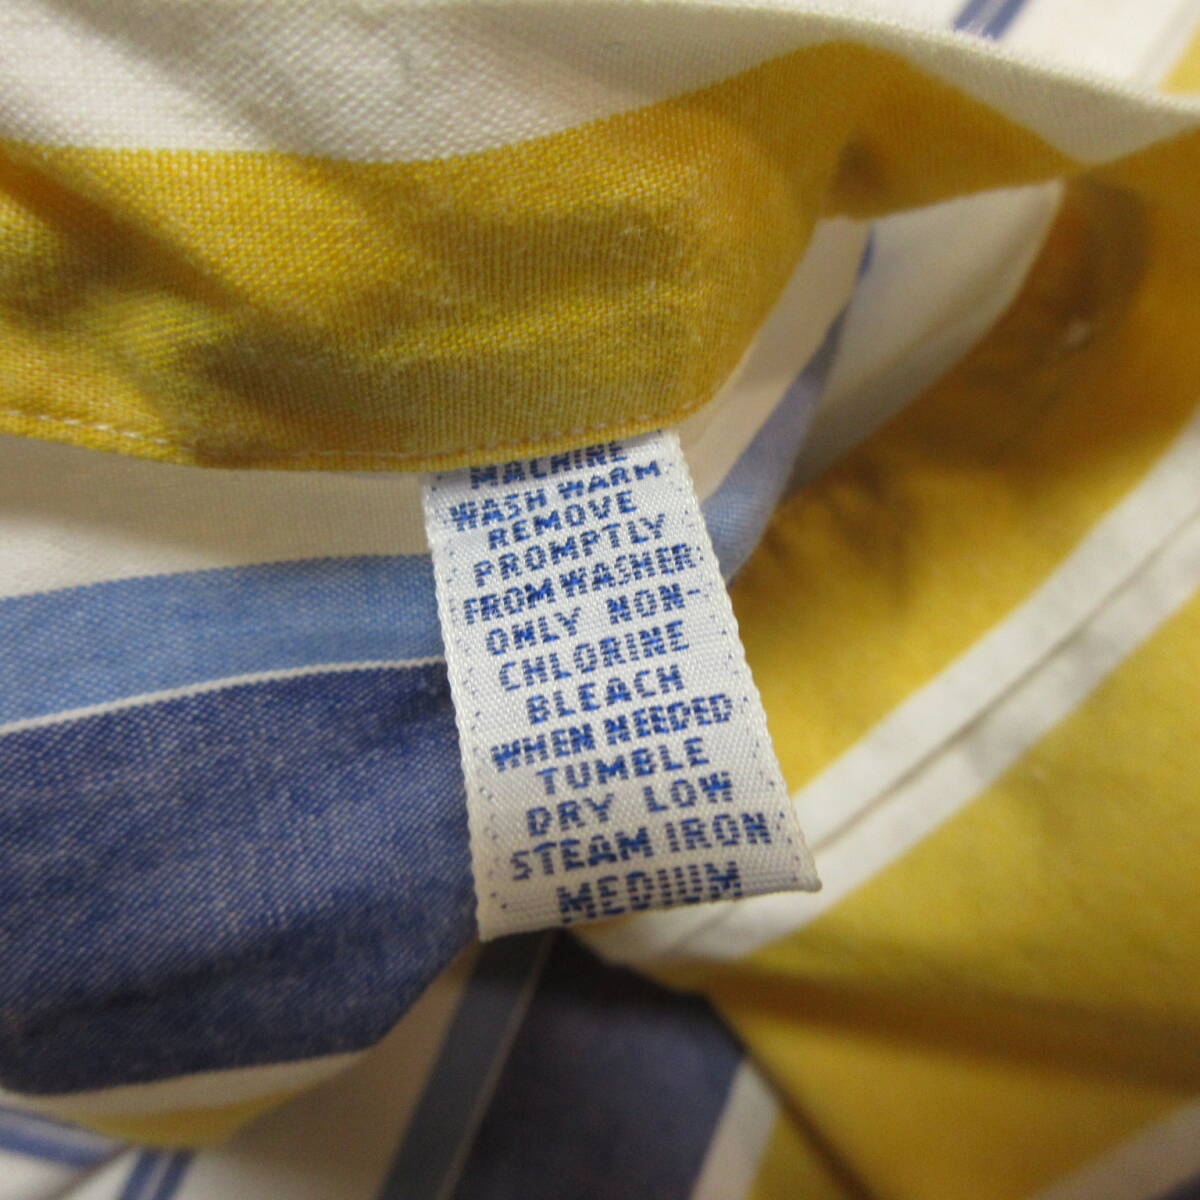 MACHINE
WASH WARM
REMOVE
PROMPTLY
FROM WASHER
ONLY NON-
CHLORINE
BLEACH
WHEN NEEDED
TUMBLE
DRY LOW
STEAM IRON
MEDIUM